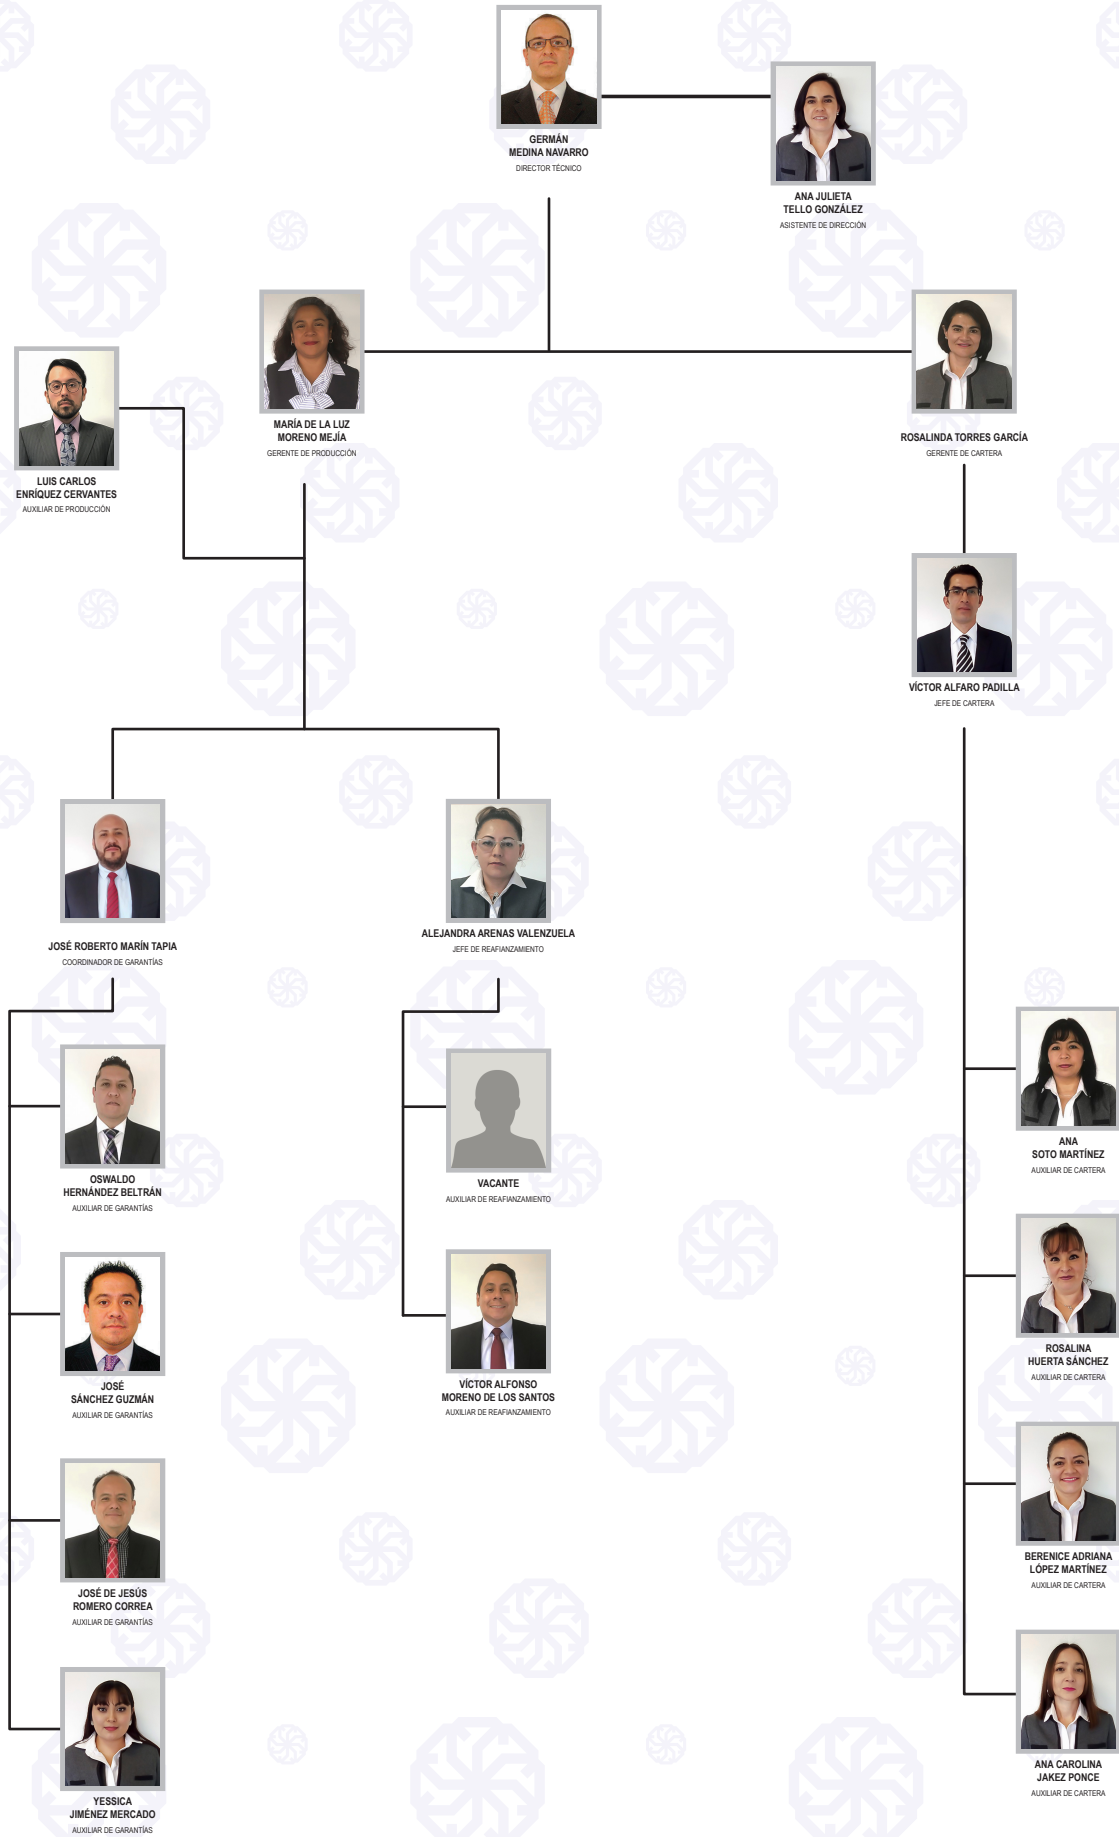 GERMÁN
MEDINA NAVARRO
DIRECTOR TÉCNICO
ANA JULIETA
TELLO GONZÁLEZ
ASISTENTE DE DIRECCIÓN
MARÍA DE LA LUZ
MORENO MEJÍA
GERENTE DE PRODUCCIÓN
ROSALINDA TORRES GARCÍA
GERENTE DE CARTERA
LUIS CARLOS
ENRÍQUEZ CERVANTES
AUXILIAR DE PRODUCCIÓN
VÍCTOR ALFARO PADILLA
JEFE DE CARTERA
JOSÉ ROBERTO MARÍN TAPIA
COORDINADOR DE GARANTÍAS
ALEJANDRA ARENAS VALENZUELA
JEFE DE REAFIANZAMIENTO
OSWALDO
HERNÁNDEZ BELTRÁN
AUXILIAR DE GARANTÍAS
VACANTE
AUXILIAR DE REAFIANZAMIENTO
ANA
SOTO MARTÍNEZ
AUXILIAR DE CARTERA
JOSÉ
SÁNCHEZ GUZMÁN
AUXILIAR DE GARANTÍAS
VÍCTOR ALFONSO
MORENO DE LOS SANTOS
AUXILIAR DE REAFIANZAMIENTO
ROSALINA
HUERTA SÁNCHEZ
AUXILIAR DE CARTERA
JOSÉ DE JESÚS
ROMERO CORREA
AUXILIAR DE GARANTÍAS
BERENICE ADRIANA
LÓPEZ MARTÍNEZ
AUXILIAR DE CARTERA
YESSICA
JIMÉNEZ MERCADO
AUXILIAR DE GARANTÍAS
ANA CAROLINA
JAKEZ PONCE
AUXILIAR DE CARTERA